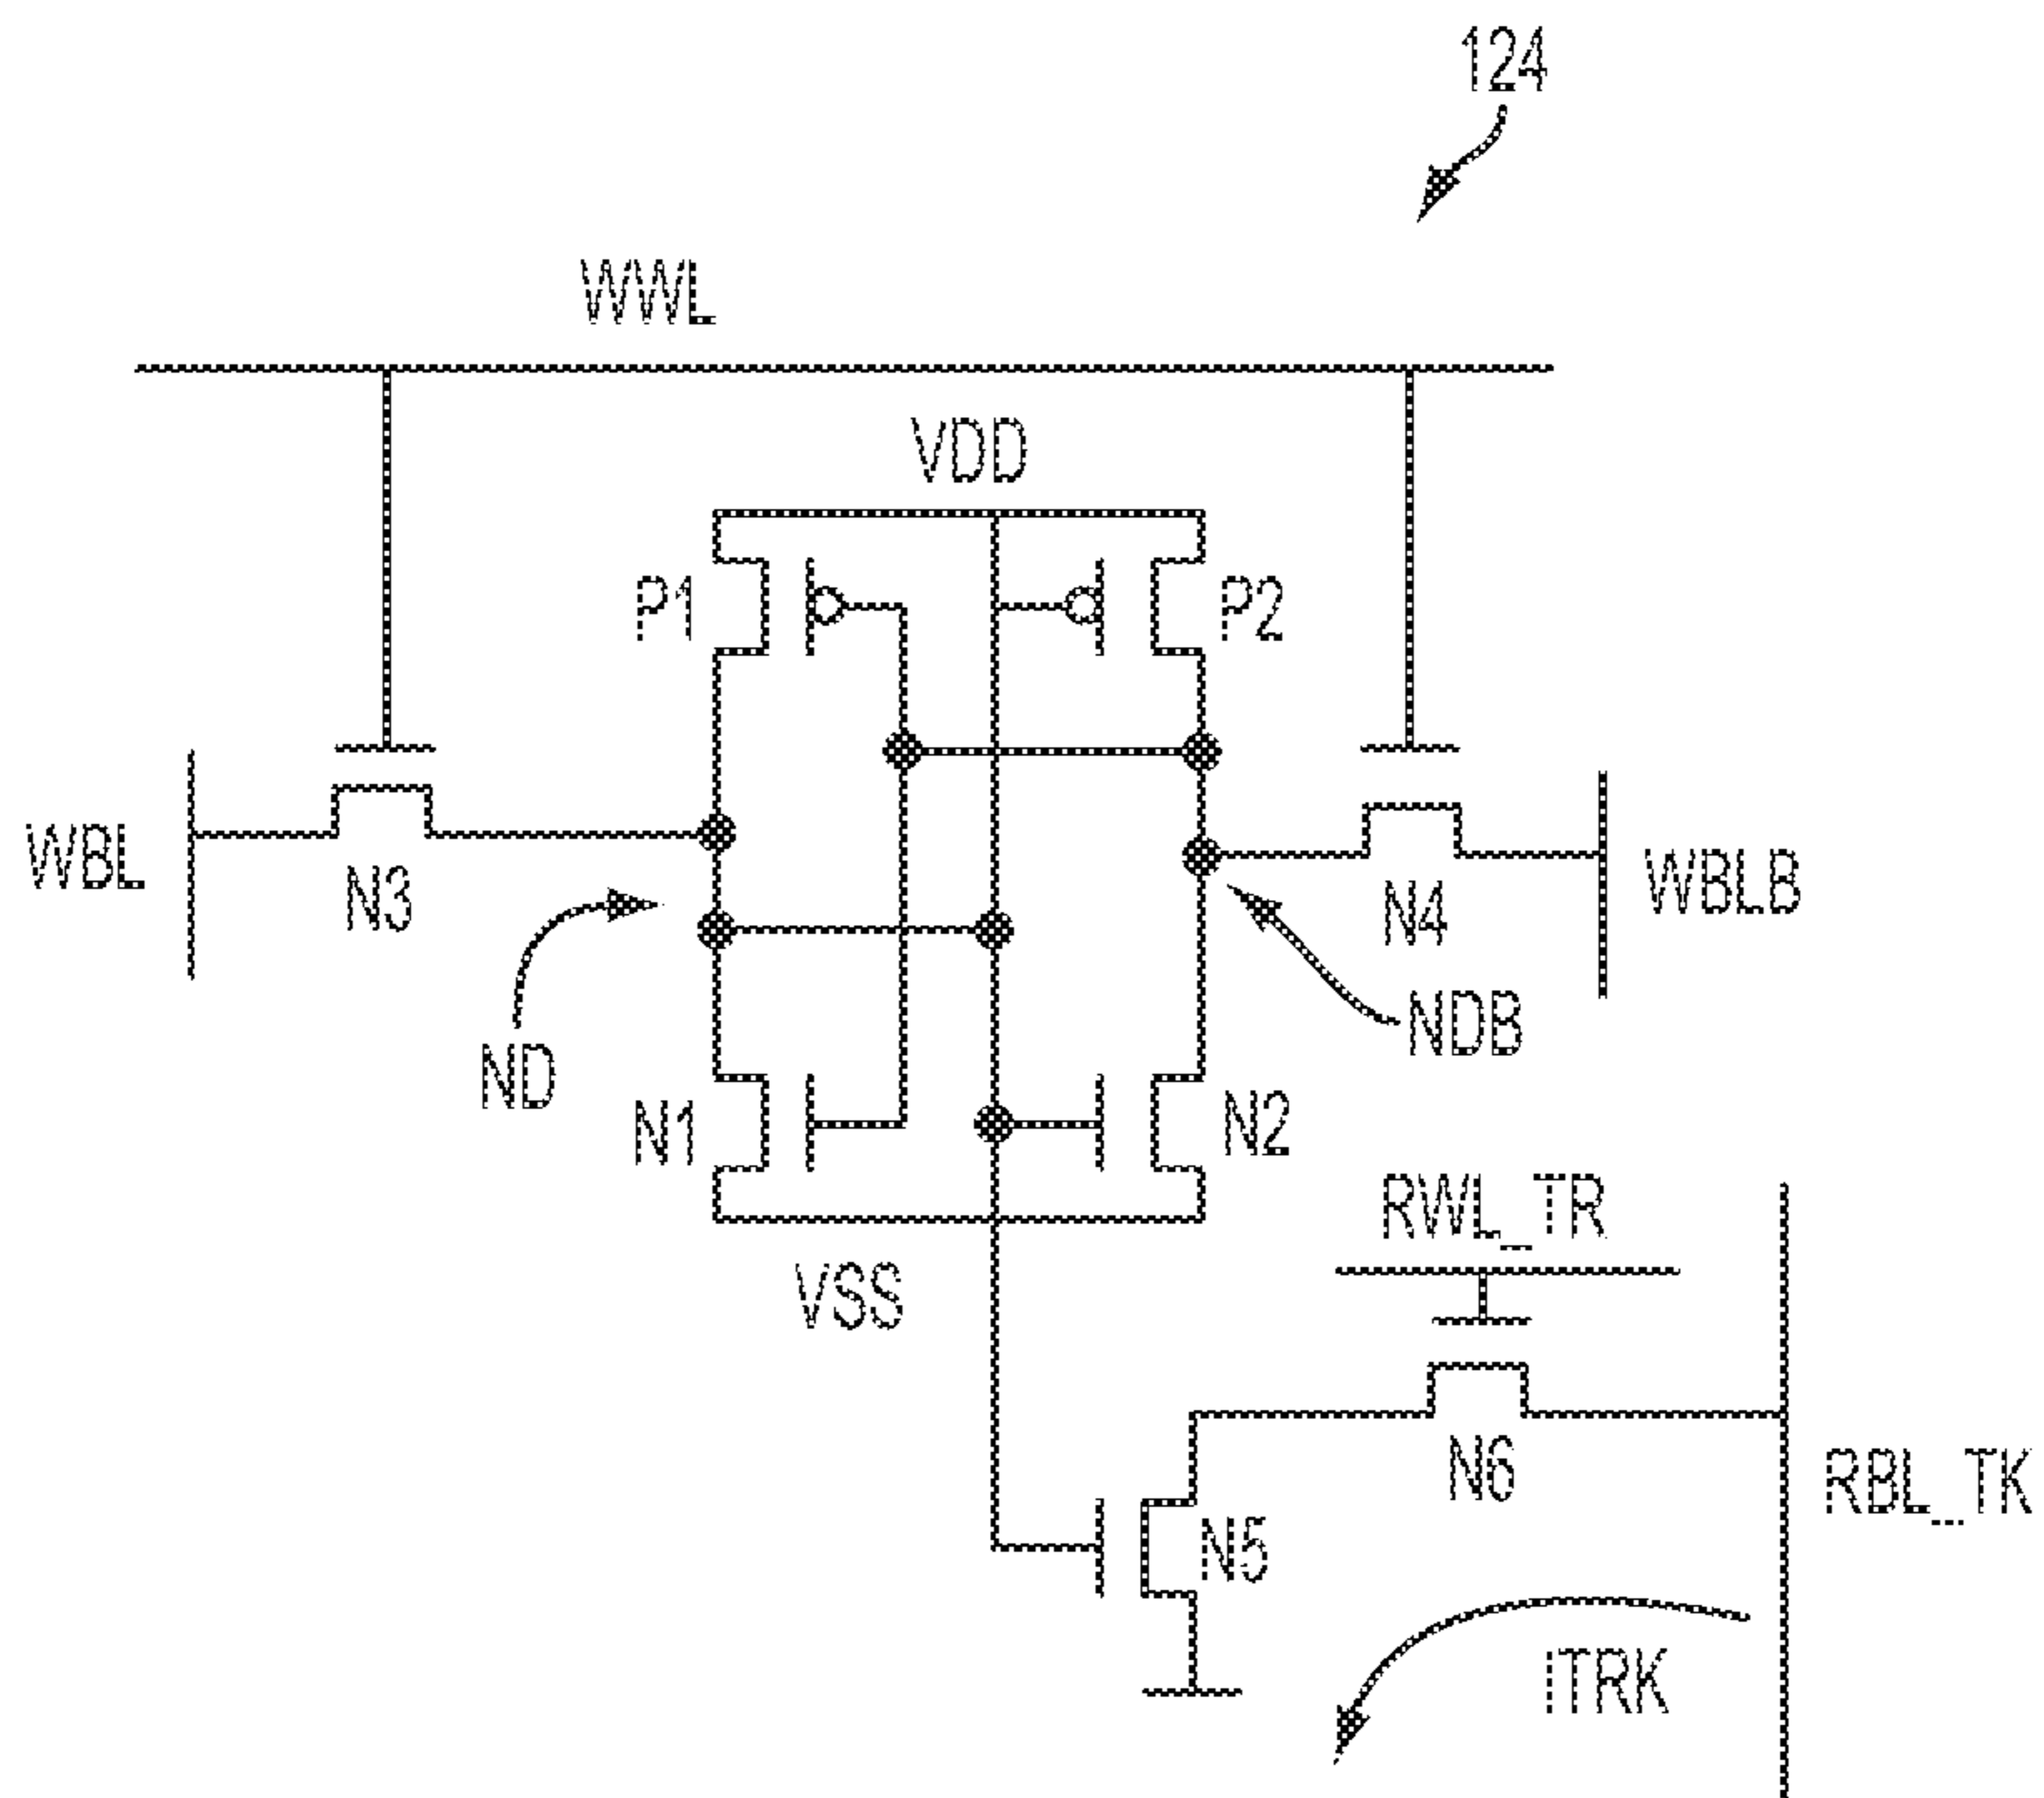 124
WWL
VDD
P1
P2
WBL
N3
N4
WBLB
ND
NDB
N1
N2
RWL_TR
VSS
N6
RBL_TK
N5
iTRK